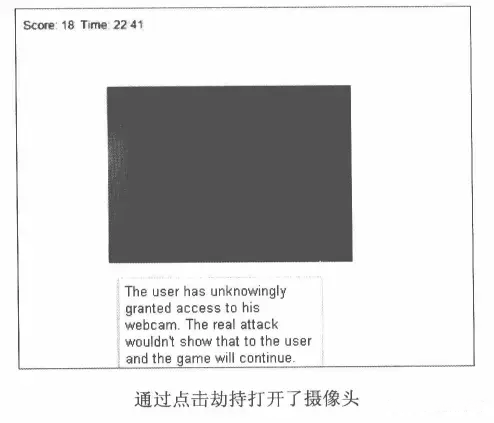 Score: 18 Time: 22:41
The user has unknowingly
granted access to his
webcam. The real attack
wouldn't show that to the user
and the game will continue.
通过点击劫持打开了摄像头